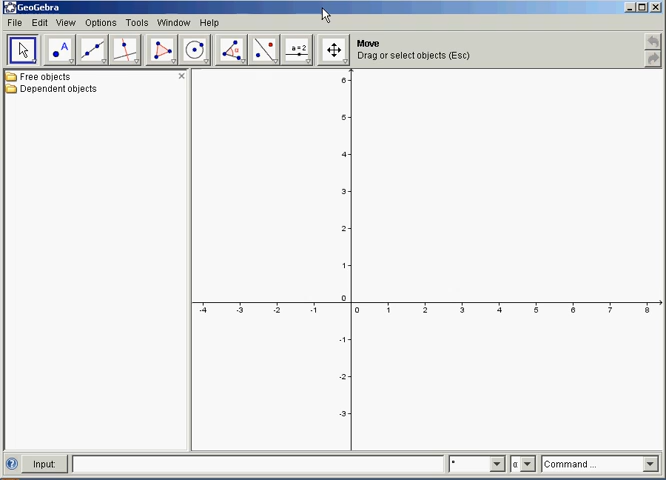 GeoGebra
File Edit View Options Tools Window Help
A
α
a=2
Move
Drag or select objects (Esc)
Free objects
Dependent objects
6
5
4
3
2
1
0
-4 -3 -2 -1 0 1 2 3 4 5 6 7 8
-1
-2
-3
Input: ° α Command ...